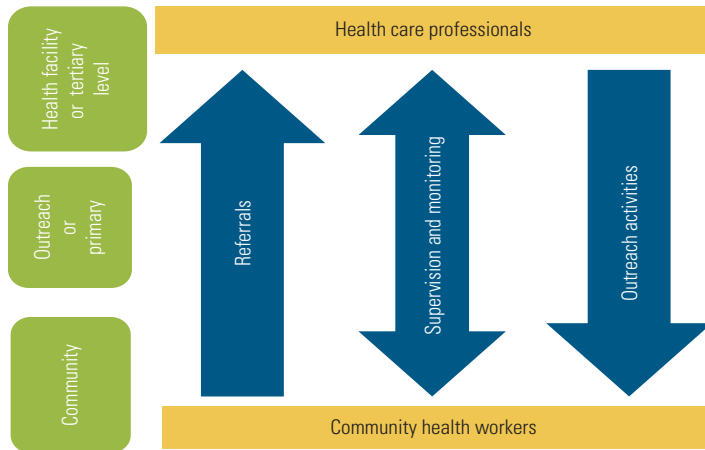 Health care professionals
Health facility
or tertiary
level
Outreach
or
primary
Community
Referrals
Supervision and monitoring
Outreach activities
Community health workers